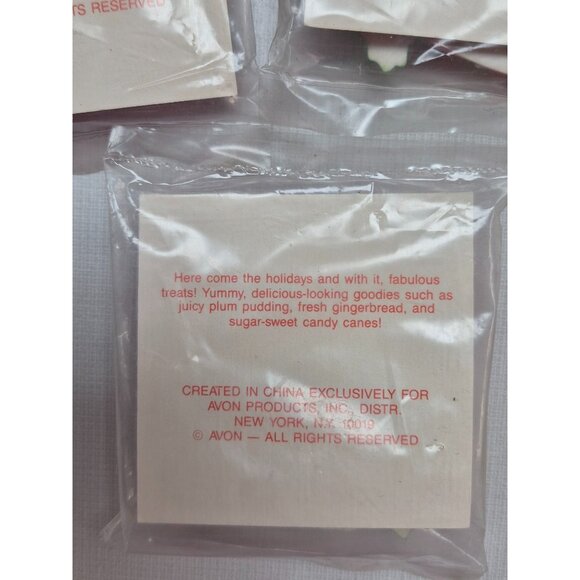 TS RESERVED
Here come the holidays and with it, fabulous
treats! Yummy, delicious-looking goodies such as
juicy plum pudding, fresh gingerbread, and
sugar-sweet candy canes!
CREATED IN CHINA EXCLUSIVELY FOR
AVON PRODUCTS, INC., DISTR.
NEW YORK, N.Y. 10019
© AVON — ALL RIGHTS RESERVED